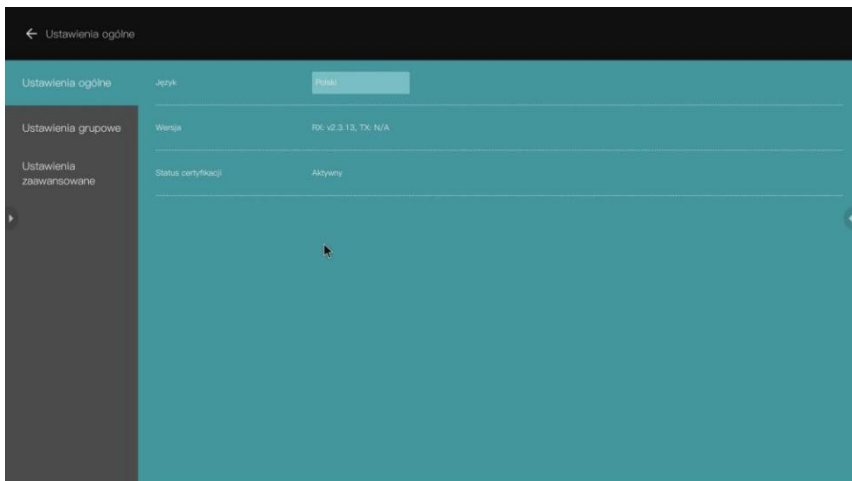 Ustawienia ogólne
Ustawienia ogólne
Język
Polski
Ustawienia grupowe
Wersja
RX: v2.3.13, TX: N/A
Ustawienia
zaawansowane
Status certyfikacji
Aktywny